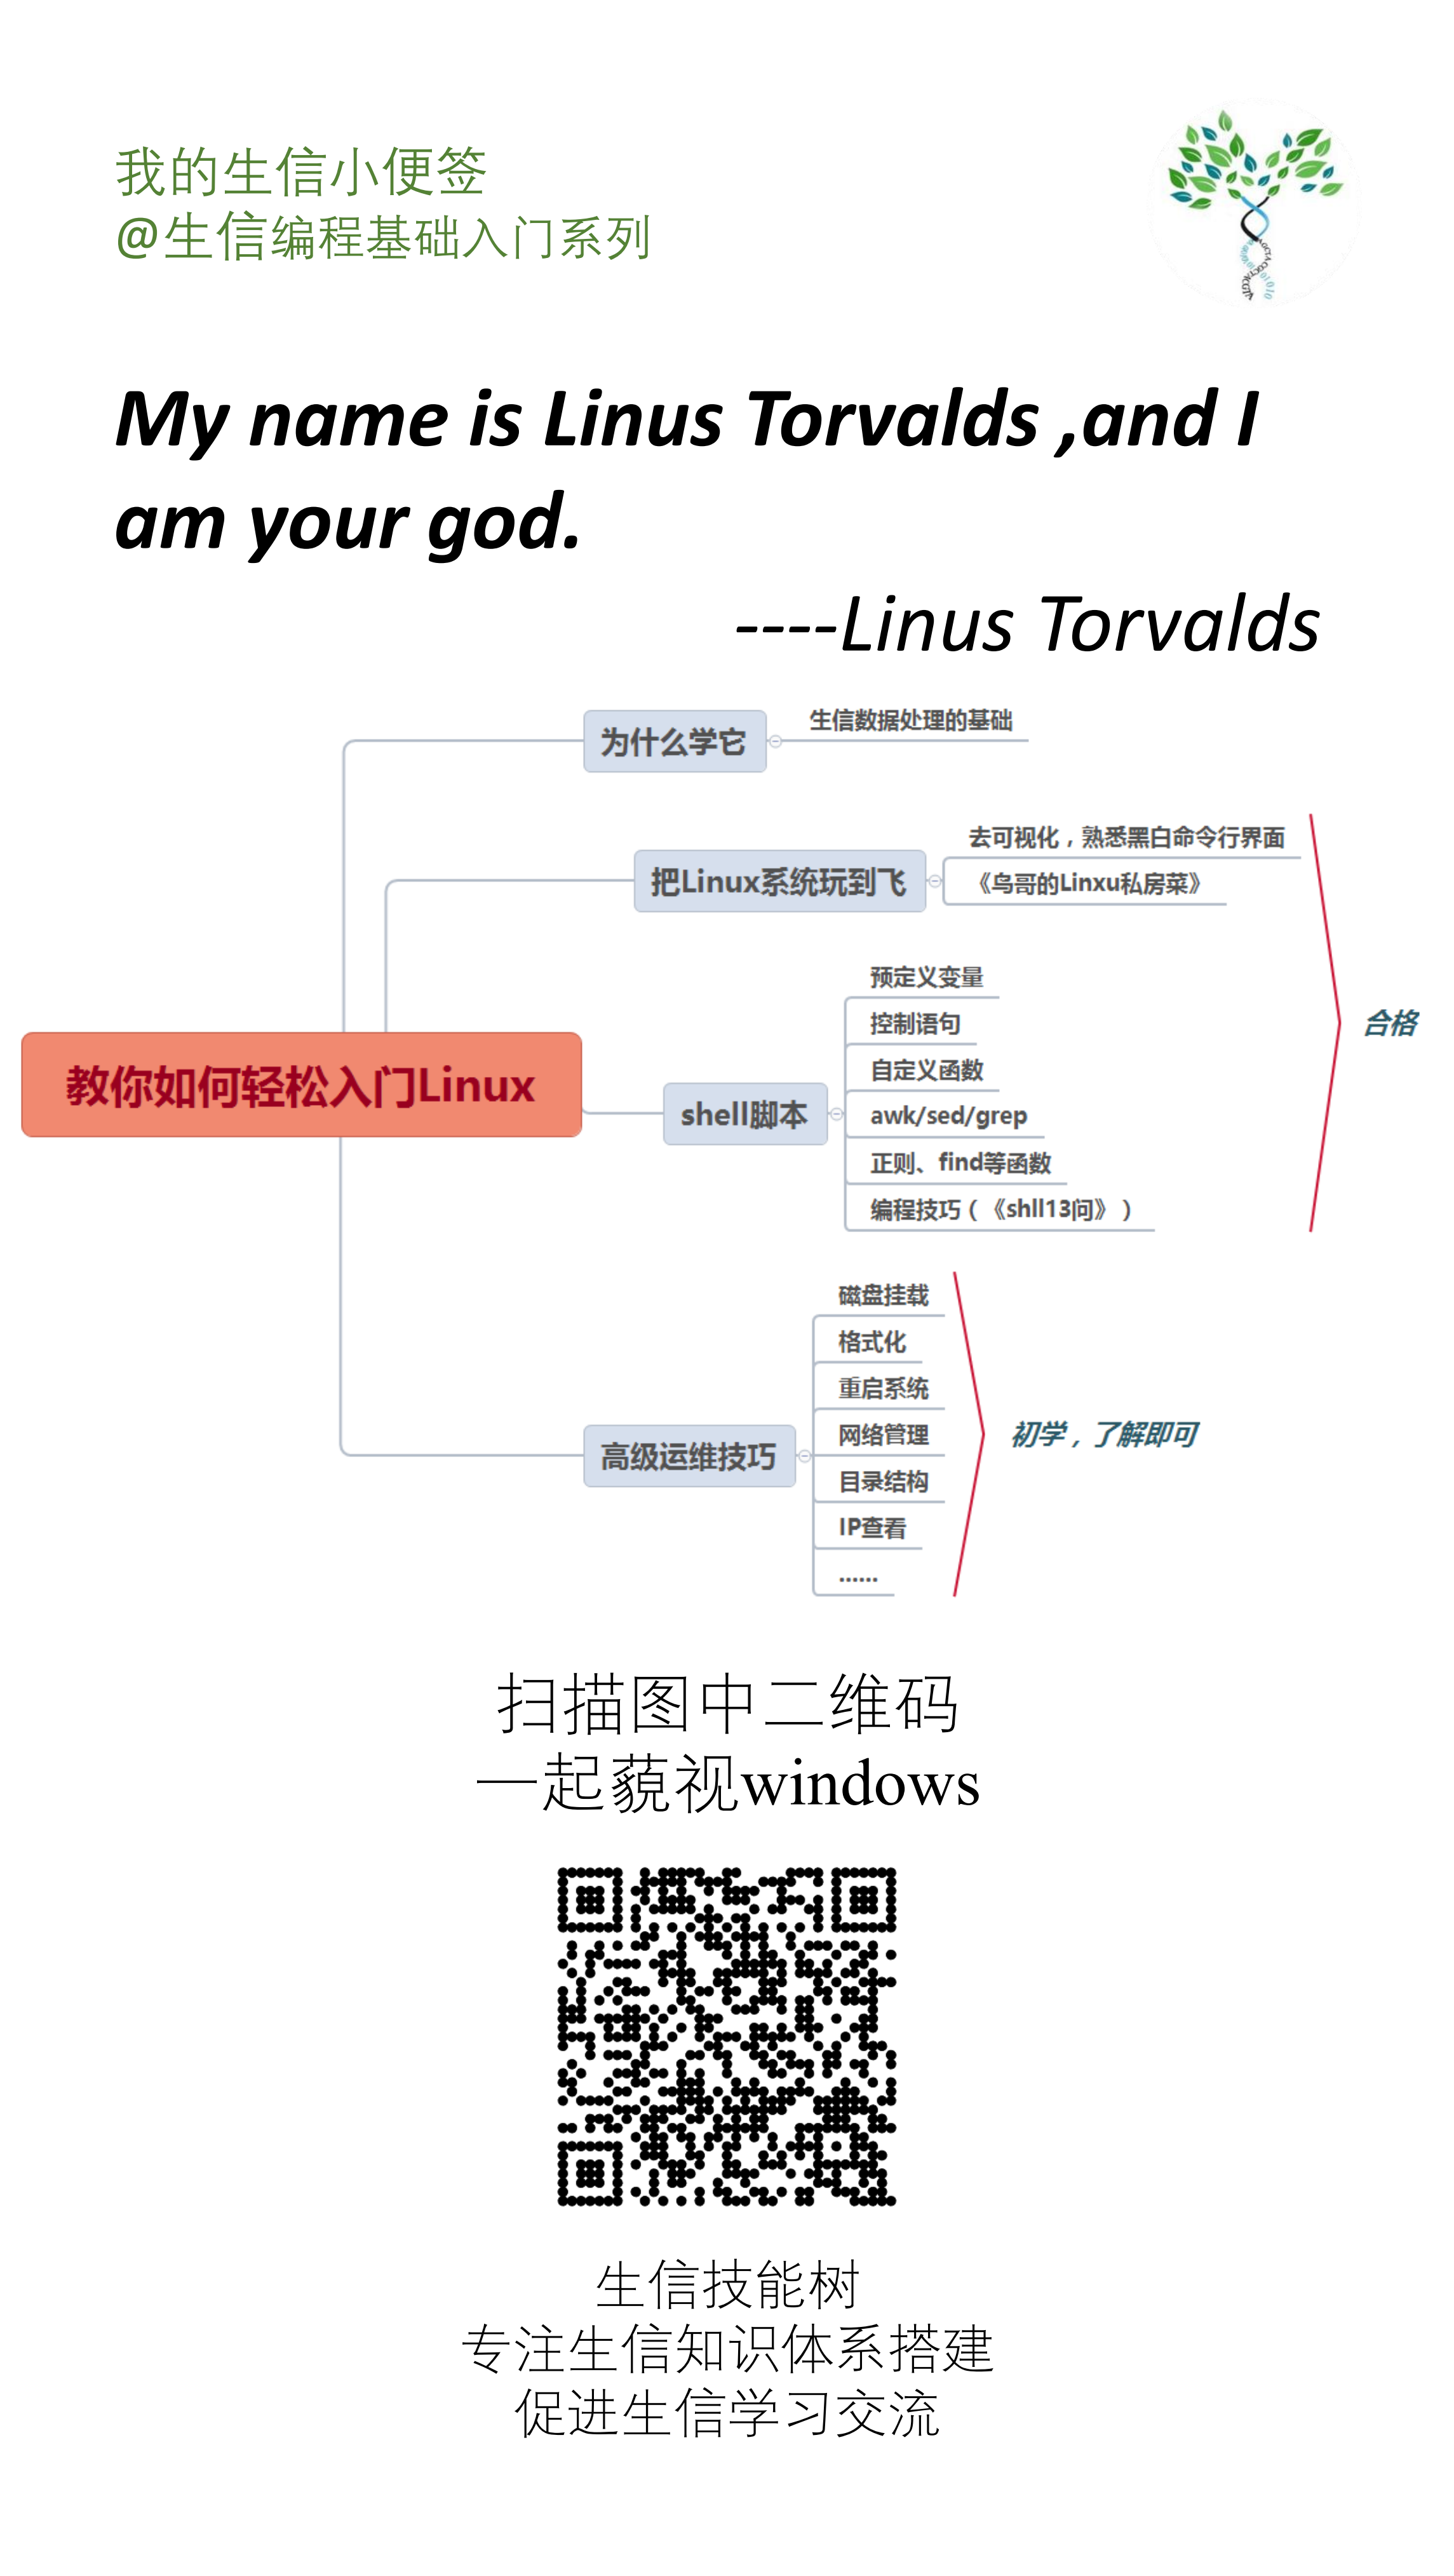 我的生信小便签
@生信编程基础入门系列
My name is Linus Torvalds ,and I
am your god.
----Linus Torvalds
为什么学它
生信数据处理的基础
把Linux系统玩到飞
去可视化，熟悉黑白命令行界面
《鸟哥的Linxu私房菜》
教你如何轻松入门Linux
shell脚本
预定义变量
控制语句
自定义函数
awk/sed/grep
正则、find等函数
编程技巧（《shll13问》）
合格
高级运维技巧
磁盘挂载
格式化
重启系统
网络管理
目录结构
IP查看
......
初学，了解即可
扫描图中二维码
一起藐视windows
生信技能树
专注生信知识体系搭建
促进生信学习交流